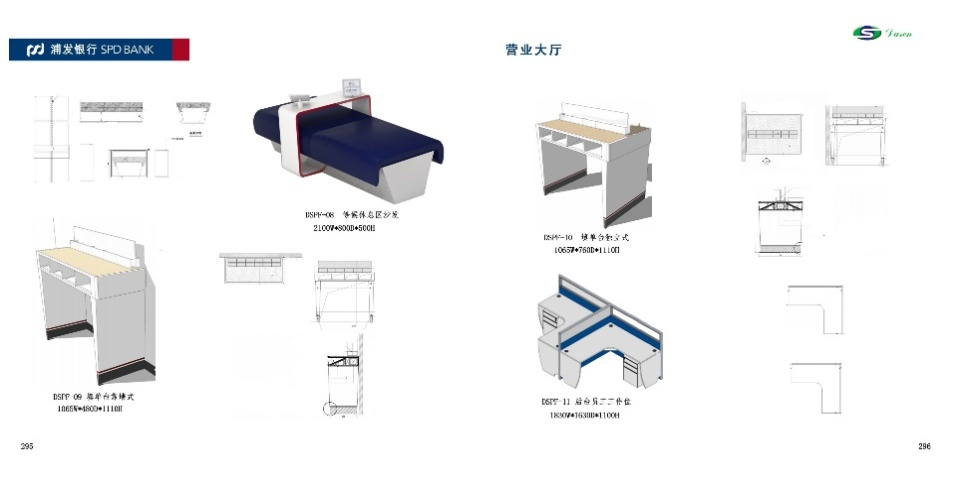 浦发银行 SPD BANK
营业大厅
Dasen
DSPF-08 等候休息区沙发
2100W*800D*500H
DSPF-09 填单台靠墙式
1065W*480D*1110H
DSPF-10 填单台独立式
1065W*760D*1110H
DSPF-11 后台员工工作位
1830W*1630D*1100H
295
296